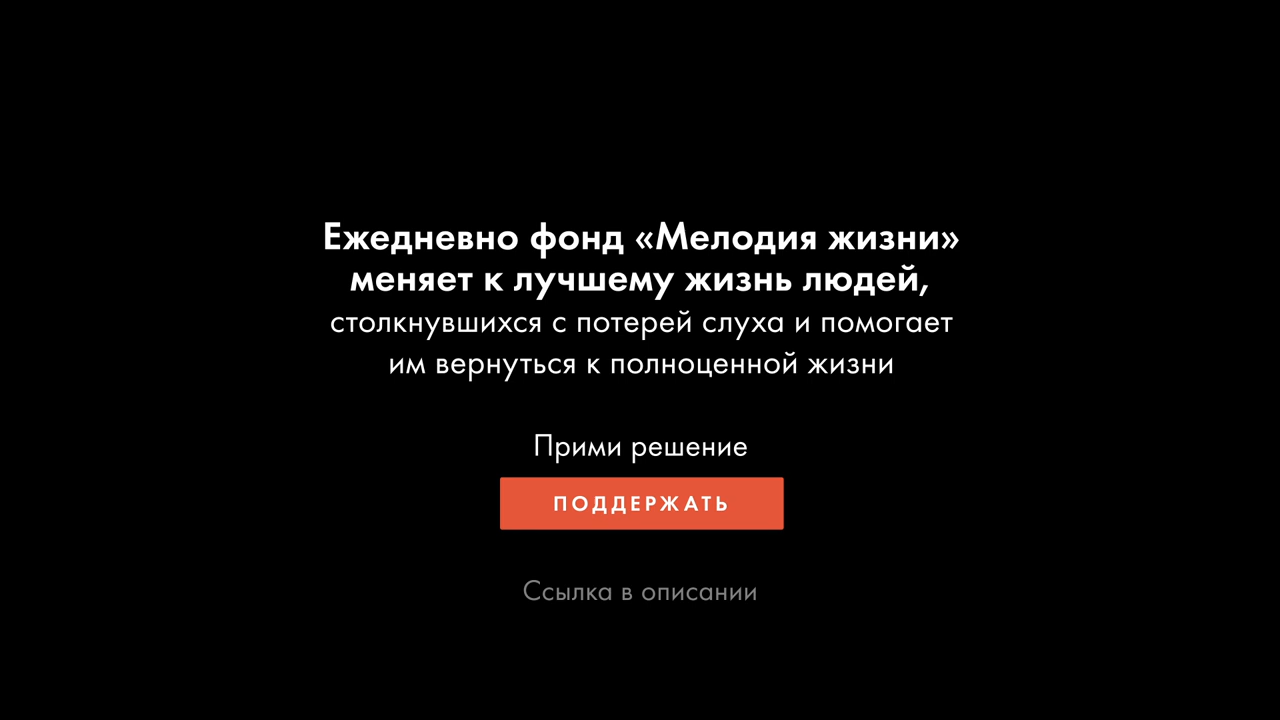 Ежедневно фонд «Мелодия жизни»
меняет к лучшему жизнь людей,
столкнувшихся с потерей слуха и помогает
им вернуться к полноценной жизни
Прими решение
ПОДДЕРЖАТЬ
Ссылка в описании